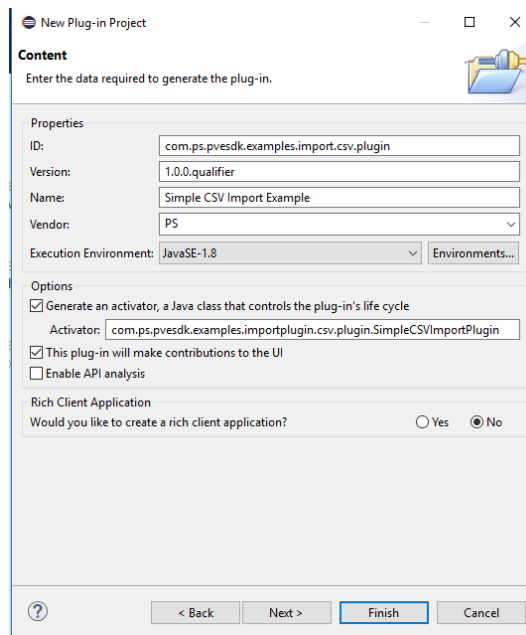 New Plug-in Project
Content
Enter the data required to generate the plug-in.
Properties
ID: com.ps.pvesdk.examples.import.csv.plugin
Version: 1.0.0.qualifier
Name: Simple CSV Import Example
Vendor: PS
Execution Environment: JavaSE-1.8 Environments...
Options
Generate an activator, a Java class that controls the plug-in's life cycle
Activator: com.ps.pvesdk.examples.importplugin.csv.plugin.SimpleCSVImportPlugin
This plug-in will make contributions to the UI
Enable API analysis
Rich Client Application
Would you like to create a rich client application? Yes No
? < Back Next > Finish Cancel